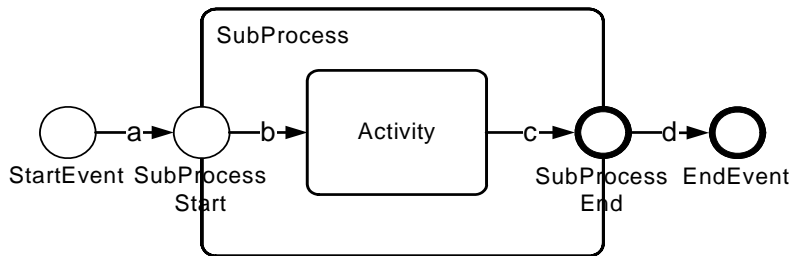 SubProcess
a
b
Activity
c
d
StartEvent
SubProcess
Start
SubProcess
End
EndEvent